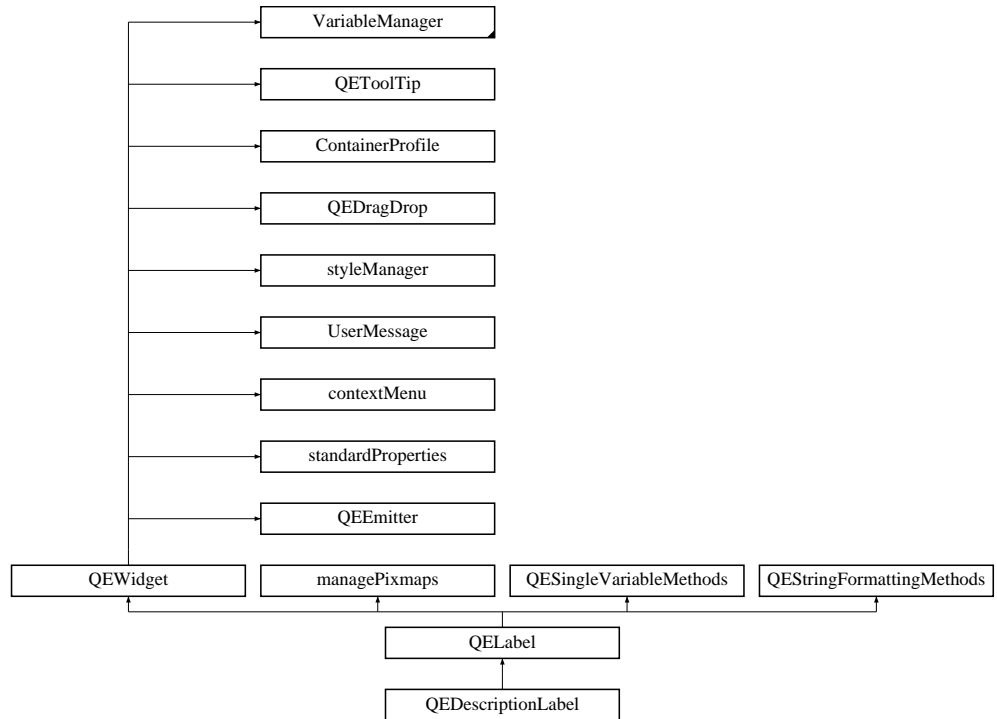 VariableManager
QEToolTip
ContainerProfile
QEDragDrop
styleManager
UserMessage
contextMenu
standardProperties
QEEmitter
QEWidget managePixmaps QESingleVariableMethods QEStringFormattingMethods
QELabel
QEDescriptionLabel